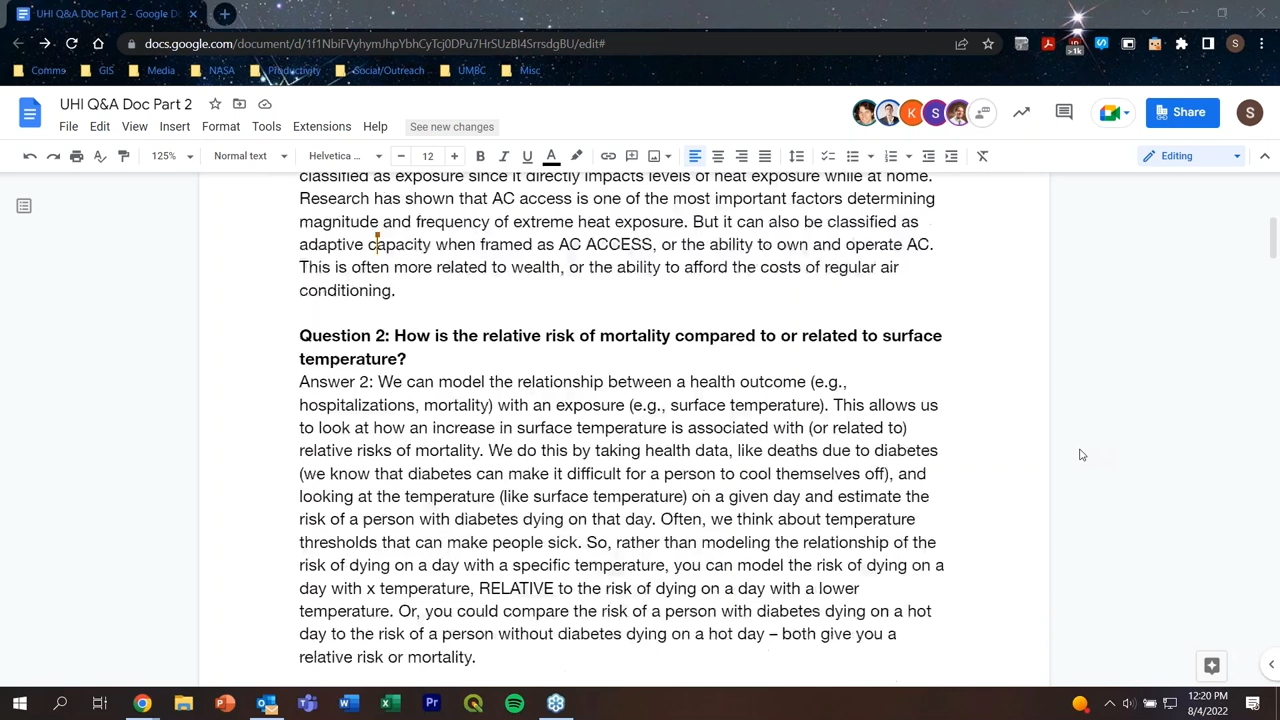 UHI Q&A Doc Part 2 - Google D
docs.google.com/document/d/1f1NbiFVyhymJhpYbhCyTcj0DPu7HrSUzBl4SrrsdgBU/edit#
>1k
S
Comms GIS Media NASA Productivity Social/Outreach UMBC Misc
UHI Q&A Doc Part 2
K S
Share
S
File Edit View Insert Format Tools Extensions Help See new changes
125% Normal text Helvetica ... 12 B I U A Editing
classified as exposure since it directly impacts levels of heat exposure while at home.
Research has shown that AC access is one of the most important factors determining
magnitude and frequency of extreme heat exposure. But it can also be classified as
adaptive capacity when framed as AC ACCESS, or the ability to own and operate AC.
This is often more related to wealth, or the ability to afford the costs of regular air
conditioning.
Question 2: How is the relative risk of mortality compared to or related to surface
temperature?
Answer 2: We can model the relationship between a health outcome (e.g.,
hospitalizations, mortality) with an exposure (e.g., surface temperature). This allows us
to look at how an increase in surface temperature is associated with (or related to)
relative risks of mortality. We do this by taking health data, like deaths due to diabetes
(we know that diabetes can make it difficult for a person to cool themselves off), and
looking at the temperature (like surface temperature) on a given day and estimate the
risk of a person with diabetes dying on that day. Often, we think about temperature
thresholds that can make people sick. So, rather than modeling the relationship of the
risk of dying on a day with a specific temperature, you can model the risk of dying on a
day with x temperature, RELATIVE to the risk of dying on a day with a lower
temperature. Or, you could compare the risk of a person with diabetes dying on a hot
day to the risk of a person without diabetes dying on a hot day – both give you a
relative risk or mortality.
12:20 PM
8/4/2022